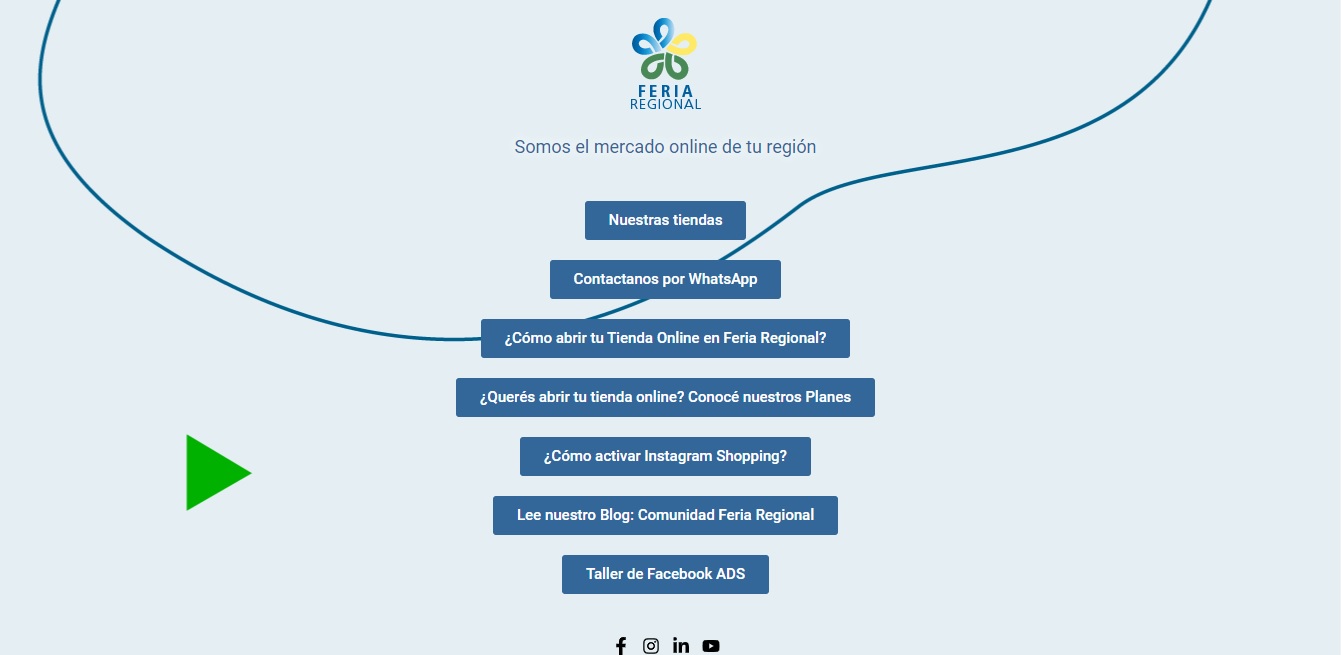 FERIA
REGIONAL
Somos el mercado online de tu región
Nuestras tiendas
Contactanos por WhatsApp
¿Cómo abrir tu Tienda Online en Feria Regional?
¿Querés abrir tu tienda online? Conocé nuestros Planes
¿Cómo activar Instagram Shopping?
Lee nuestro Blog: Comunidad Feria Regional
Taller de Facebook ADS